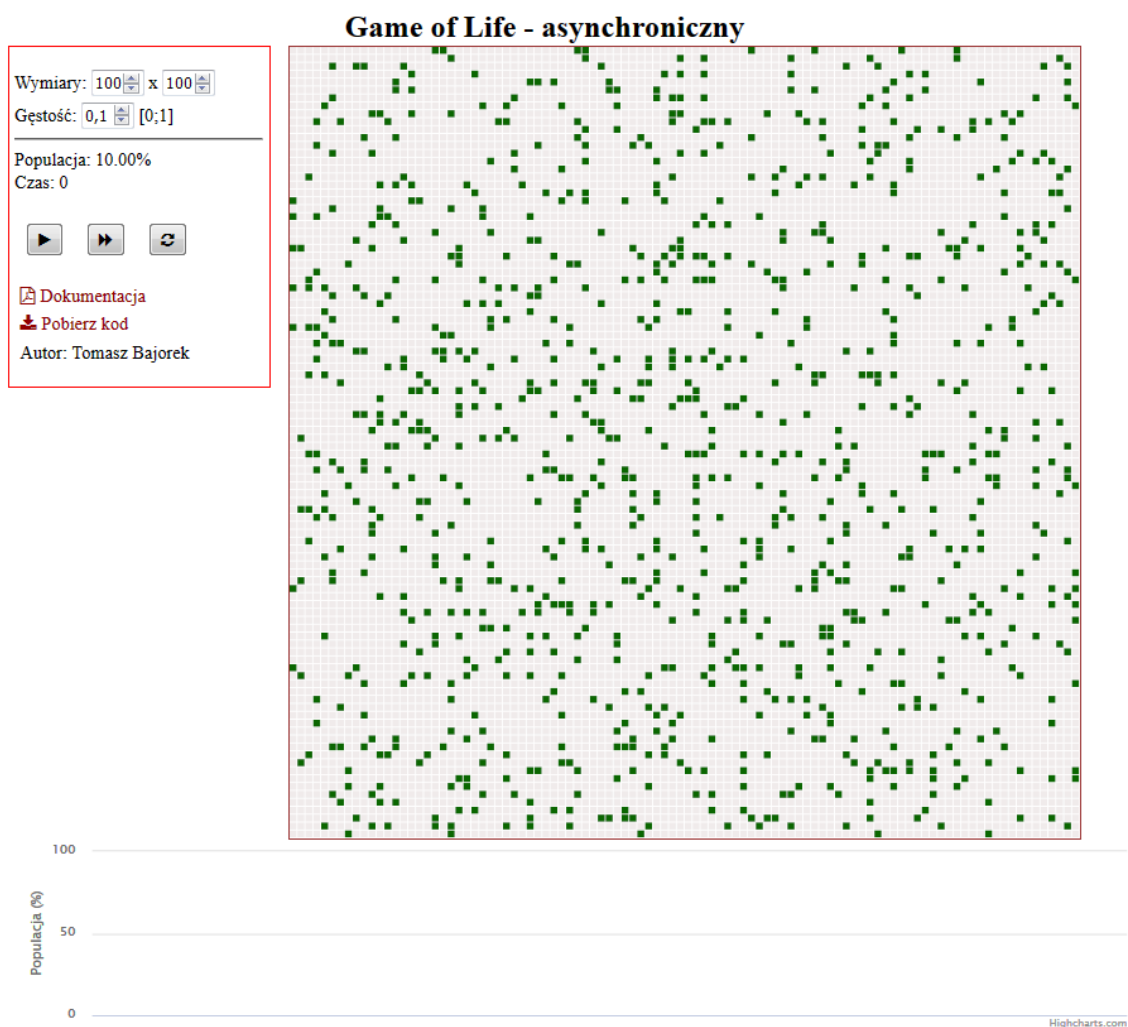 Game of Life - asynchroniczny
Wymiary: 100 x 100
Gęstość: 0,1 [0;1]
Populacja: 10.00%
Czas: 0
Dokumentacja
Pobierz kod
Autor: Tomasz Bajorek
100
Populacja (%)
50
0
Highcharts.com